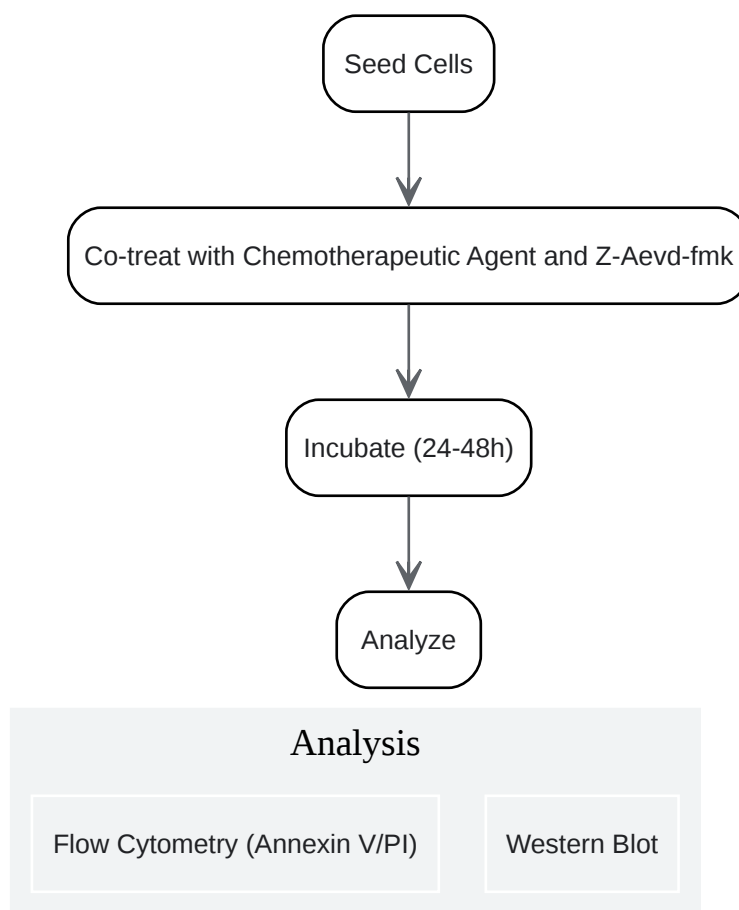 Seed Cells
Co-treat with Chemotherapeutic Agent and Z-Aevd-fmk
Incubate (24-48h)
Analyze
Analysis
Flow Cytometry (Annexin V/PI)
Western Blot